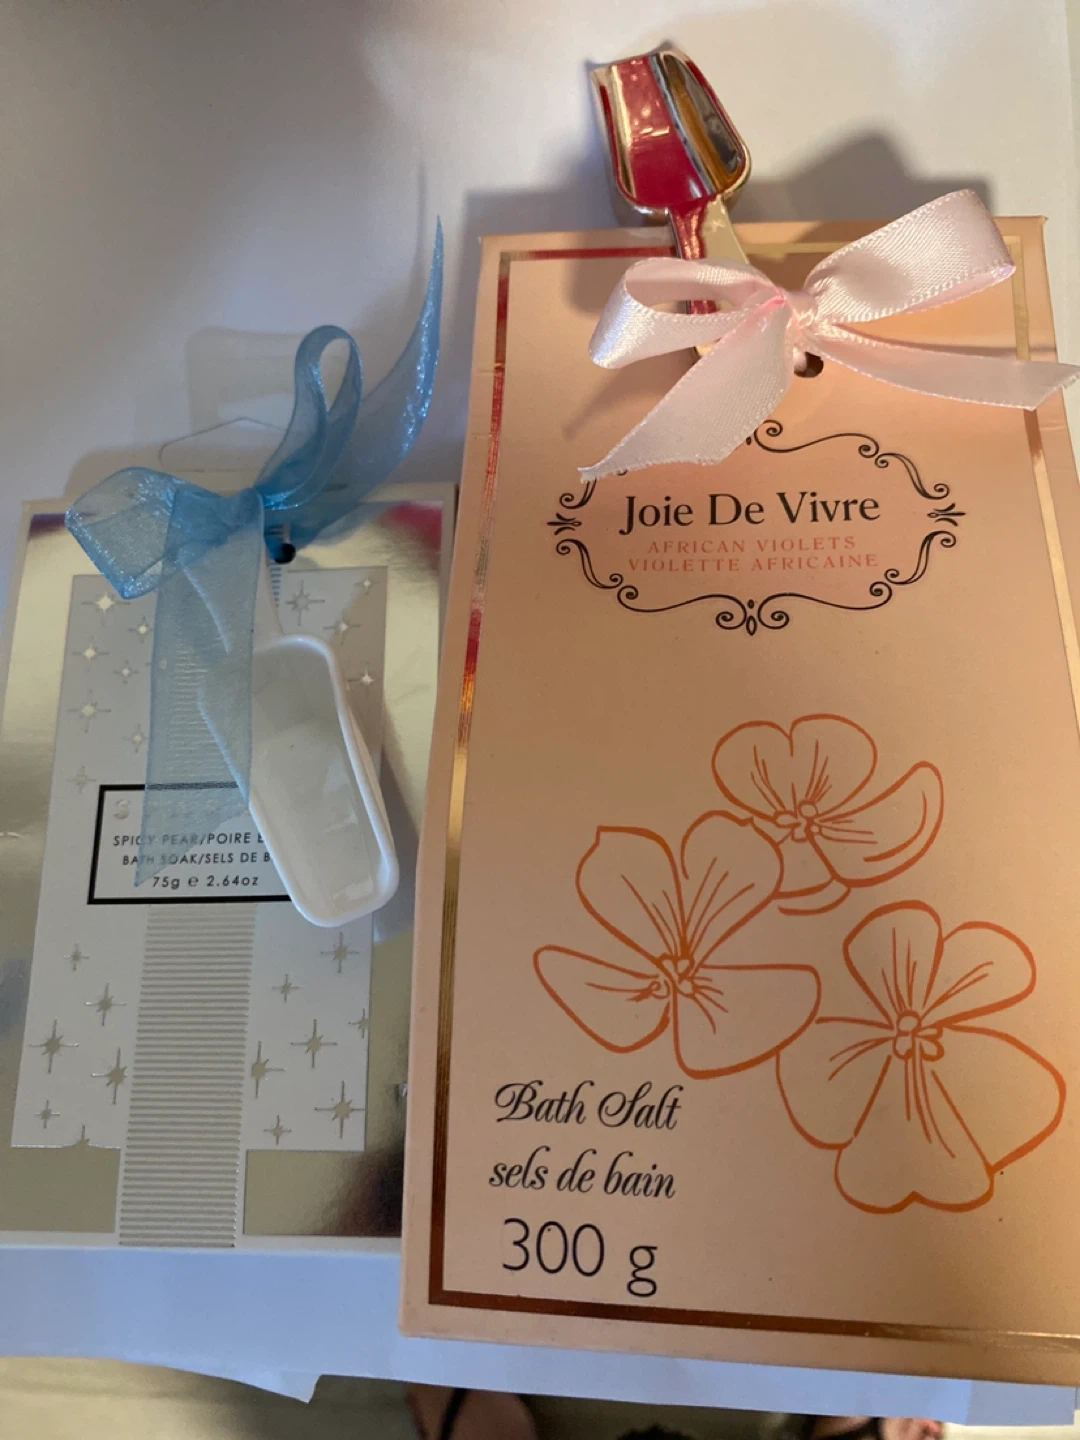 Joie De Vivre
AFRICAN VIOLETS
VIOLETTE AFRICAINE
Bath Salt
sels de bain
300 g
SPICY PEAR/POIRE
BATH SOAK/SELS DE
75g e 2.64oz